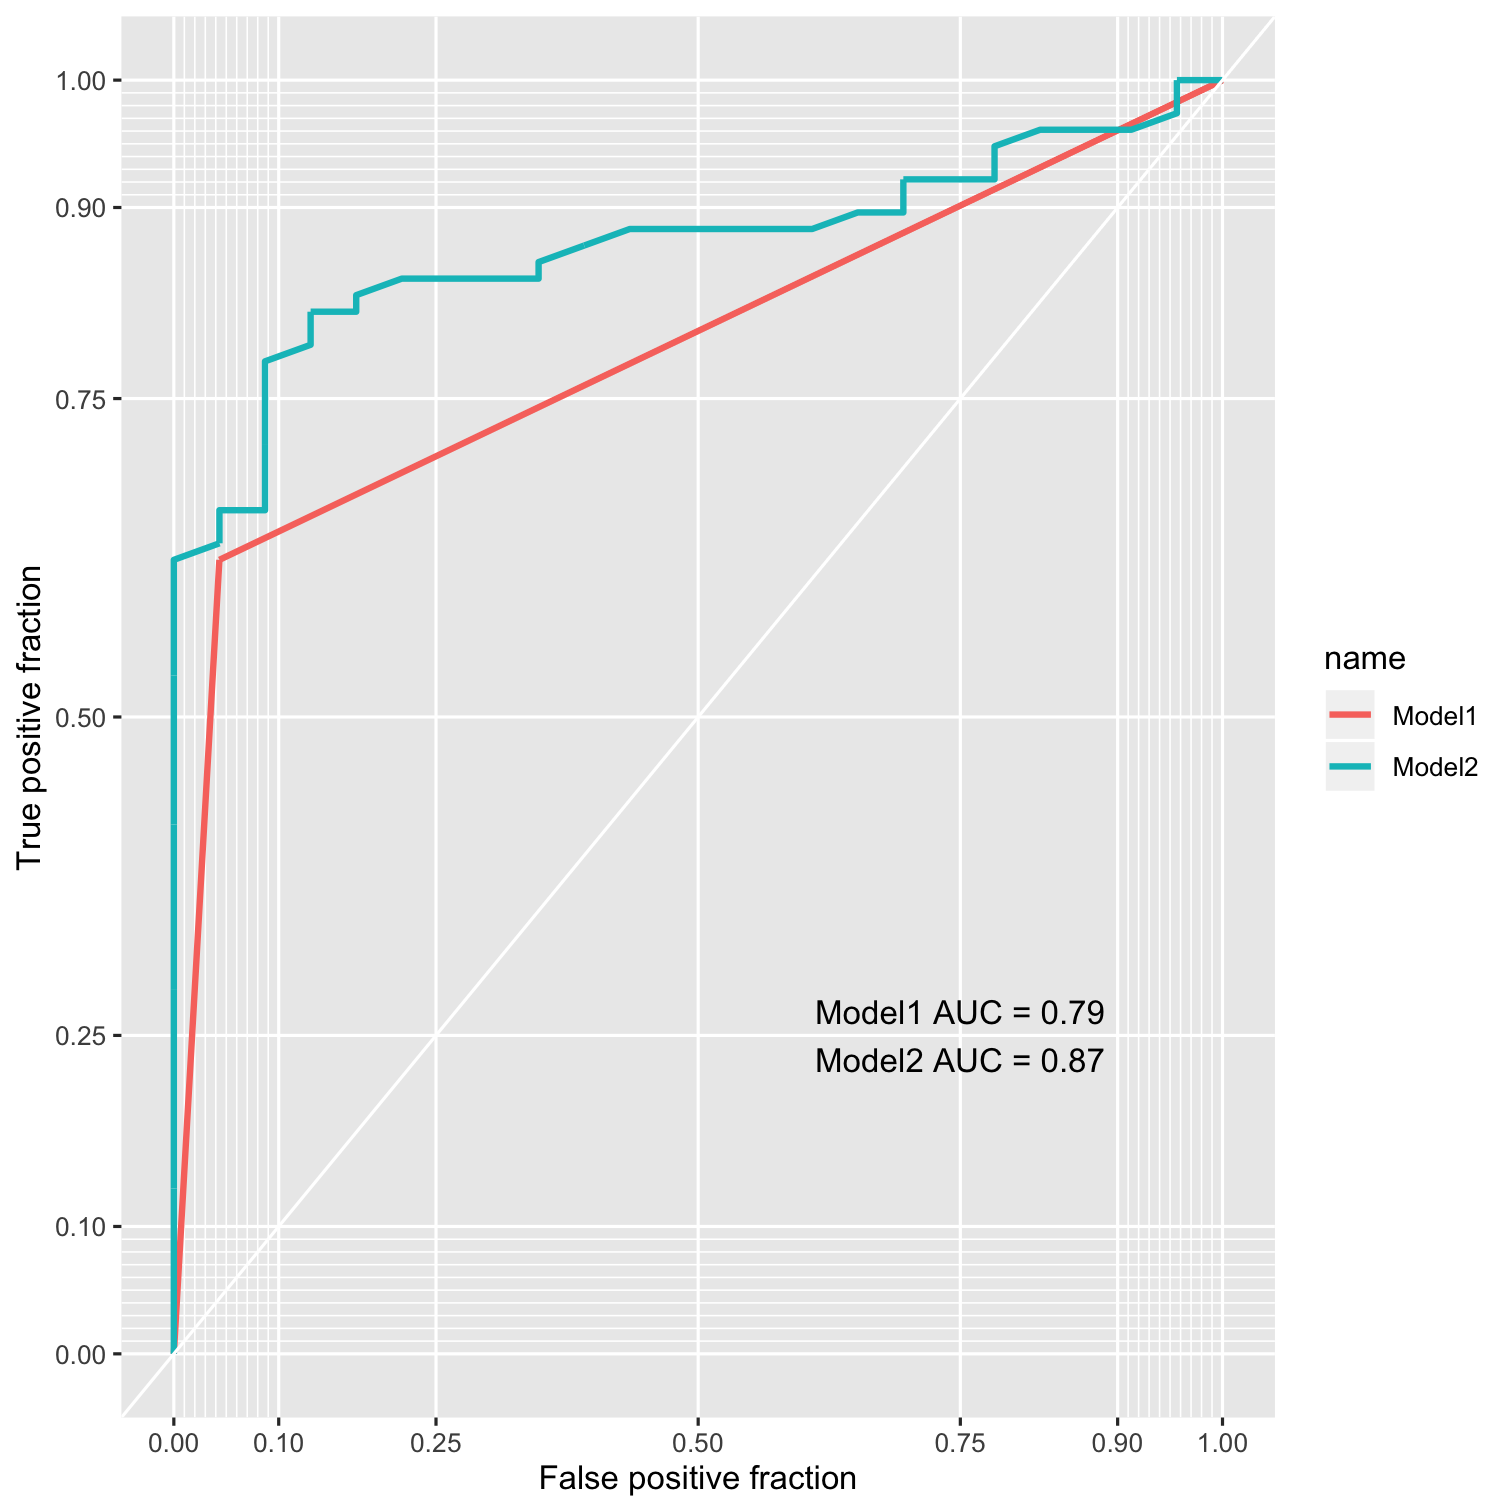 1.00
0.90
0.75
0.50
0.25
0.10
0.00
True positive fraction
0.00 0.10 0.25 0.50 0.75 0.90 1.00
False positive fraction
Model1 AUC = 0.79
Model2 AUC = 0.87
name
Model1
Model2